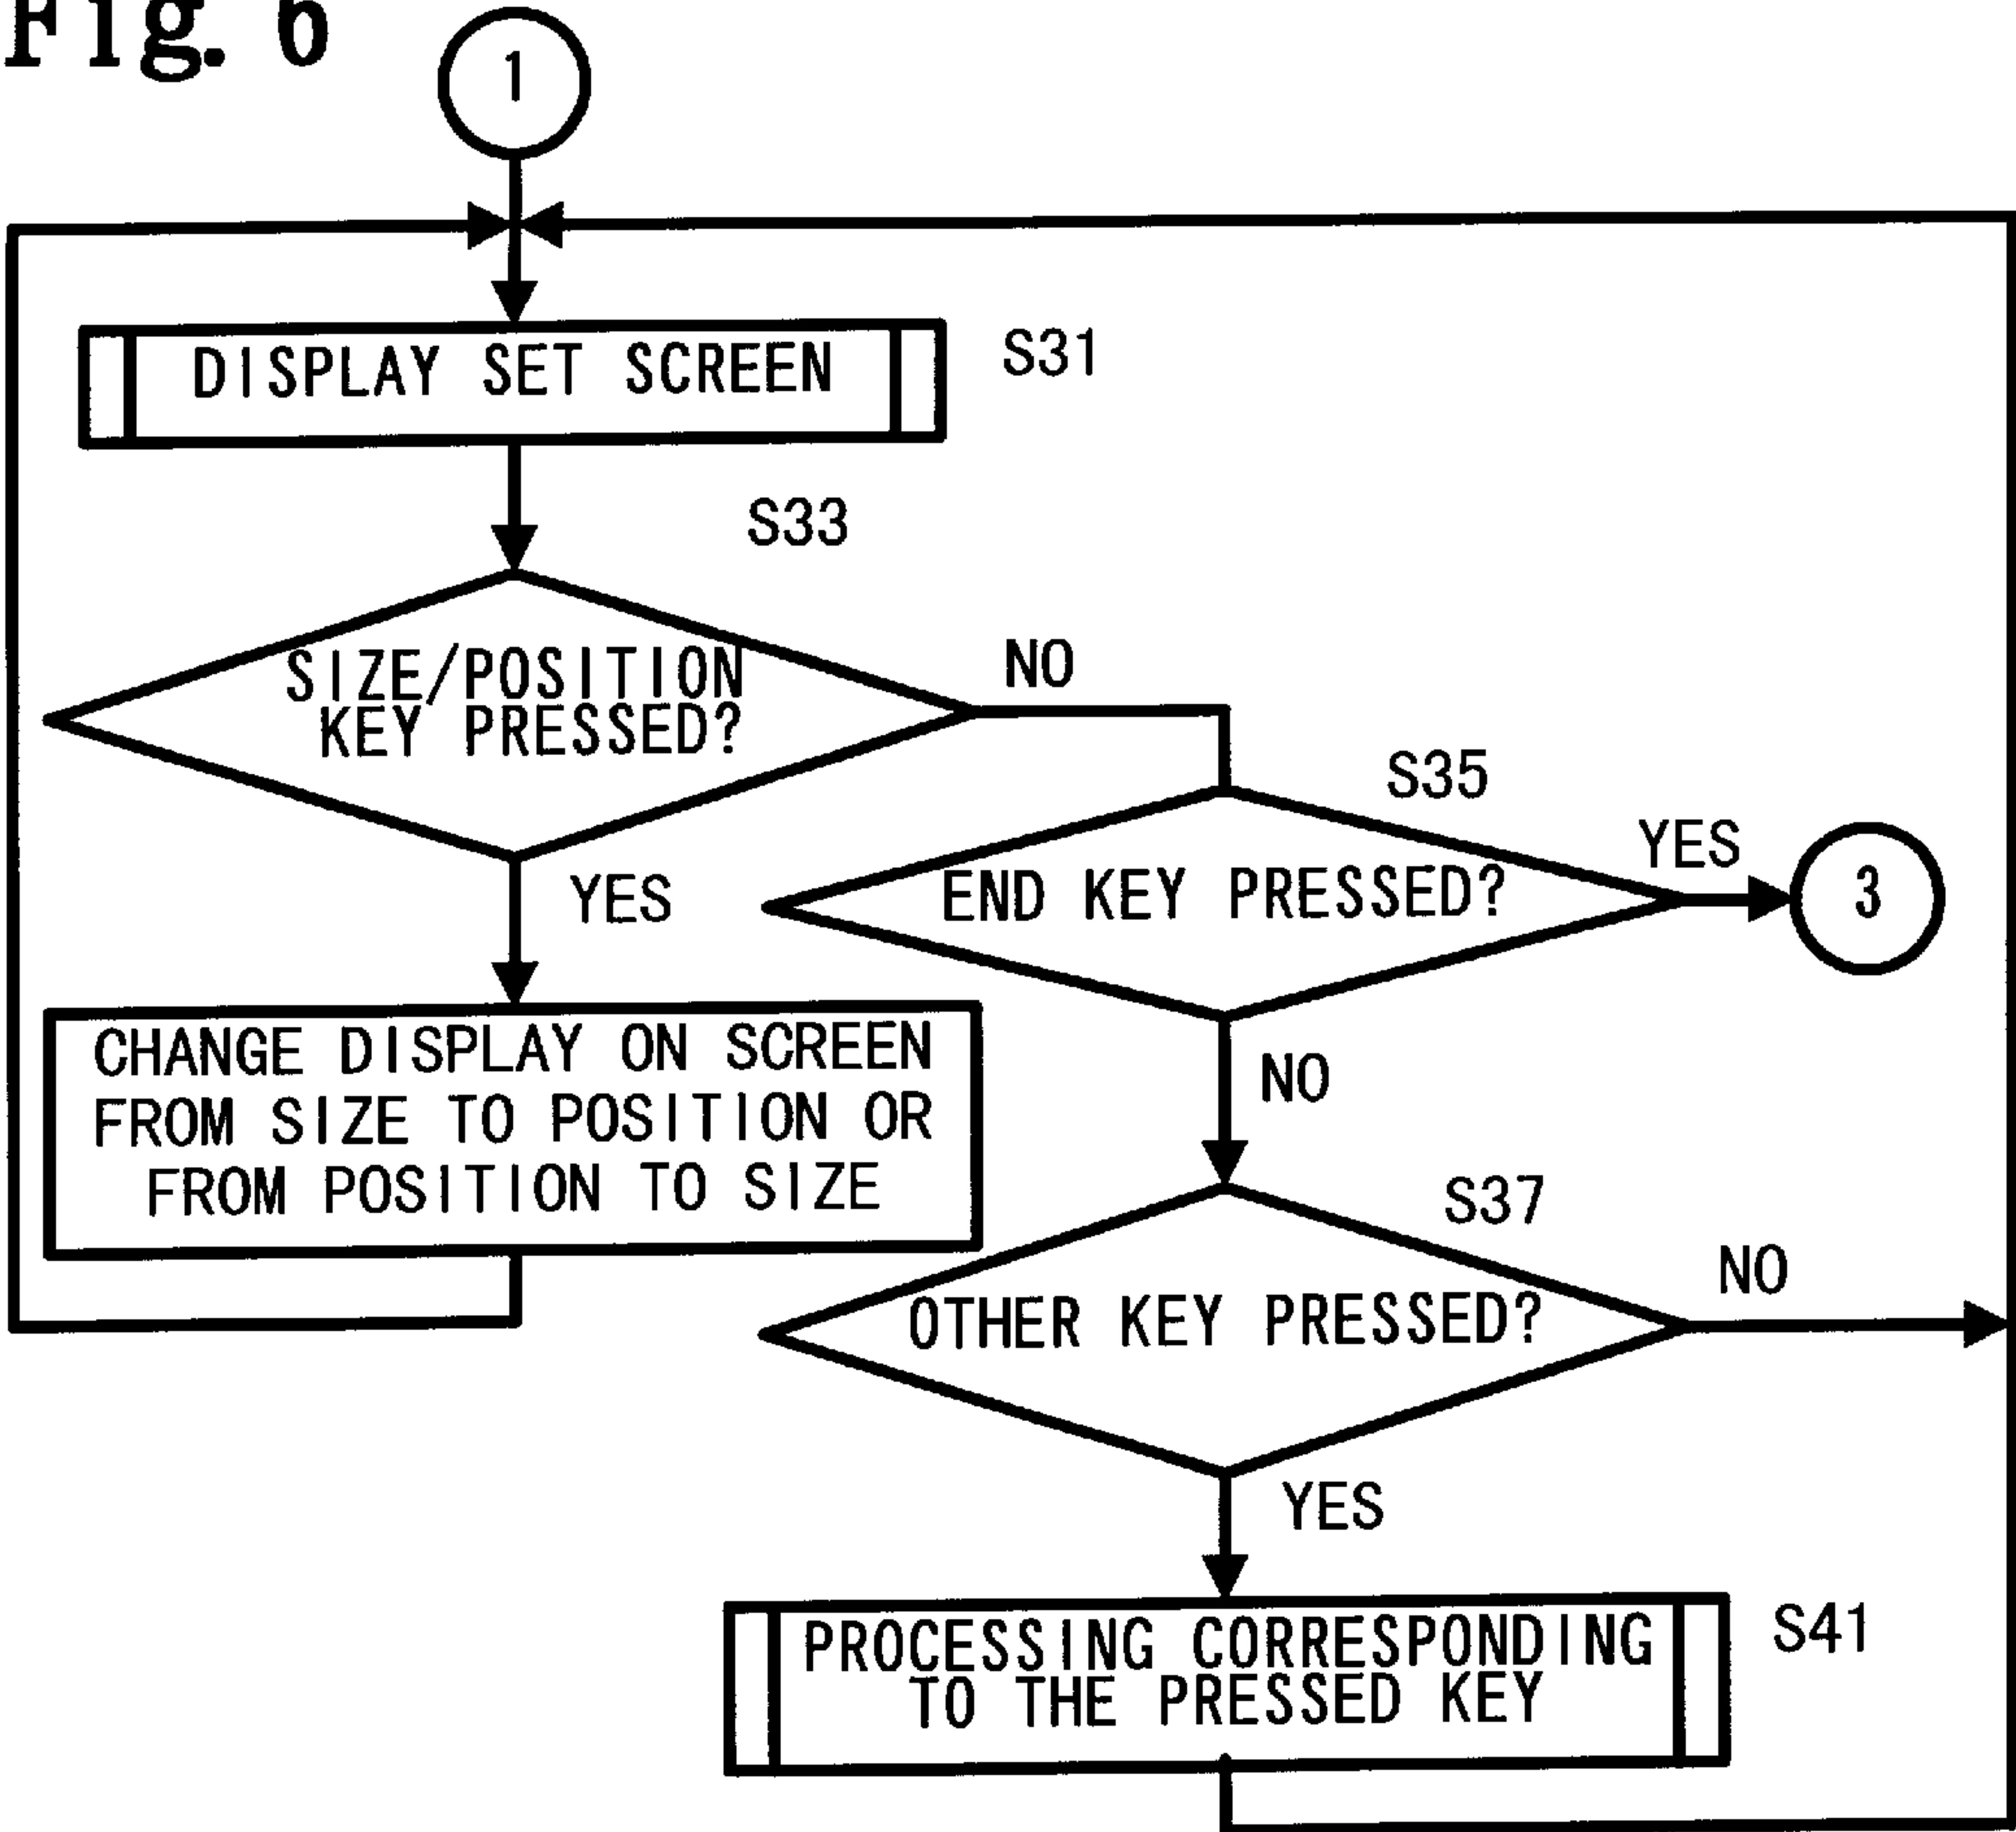 Fig. 6
1
DISPLAY SET SCREEN
S31
S33
SIZE/POSITION
KEY PRESSED?
NO
YES
S35
END KEY PRESSED?
YES
3
CHANGE DISPLAY ON SCREEN
FROM SIZE TO POSITION OR
FROM POSITION TO SIZE
NO
S37
OTHER KEY PRESSED?
NO
YES
PROCESSING CORRESPONDING
TO THE PRESSED KEY
S41